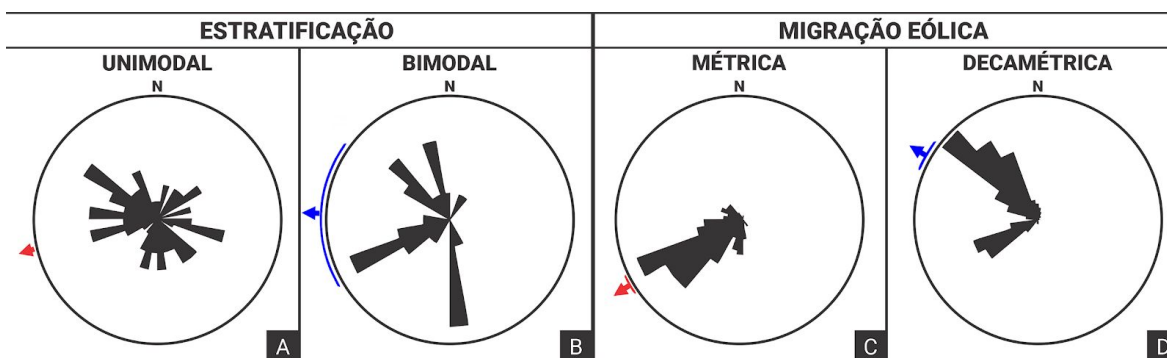 ESTRATIFICAÇÃO
MIGRAÇÃO EÓLICA
UNIMODAL
BIMODAL
MÉTRICA
DECAMÉTRICA
N
N
N
N
A
B
C
D